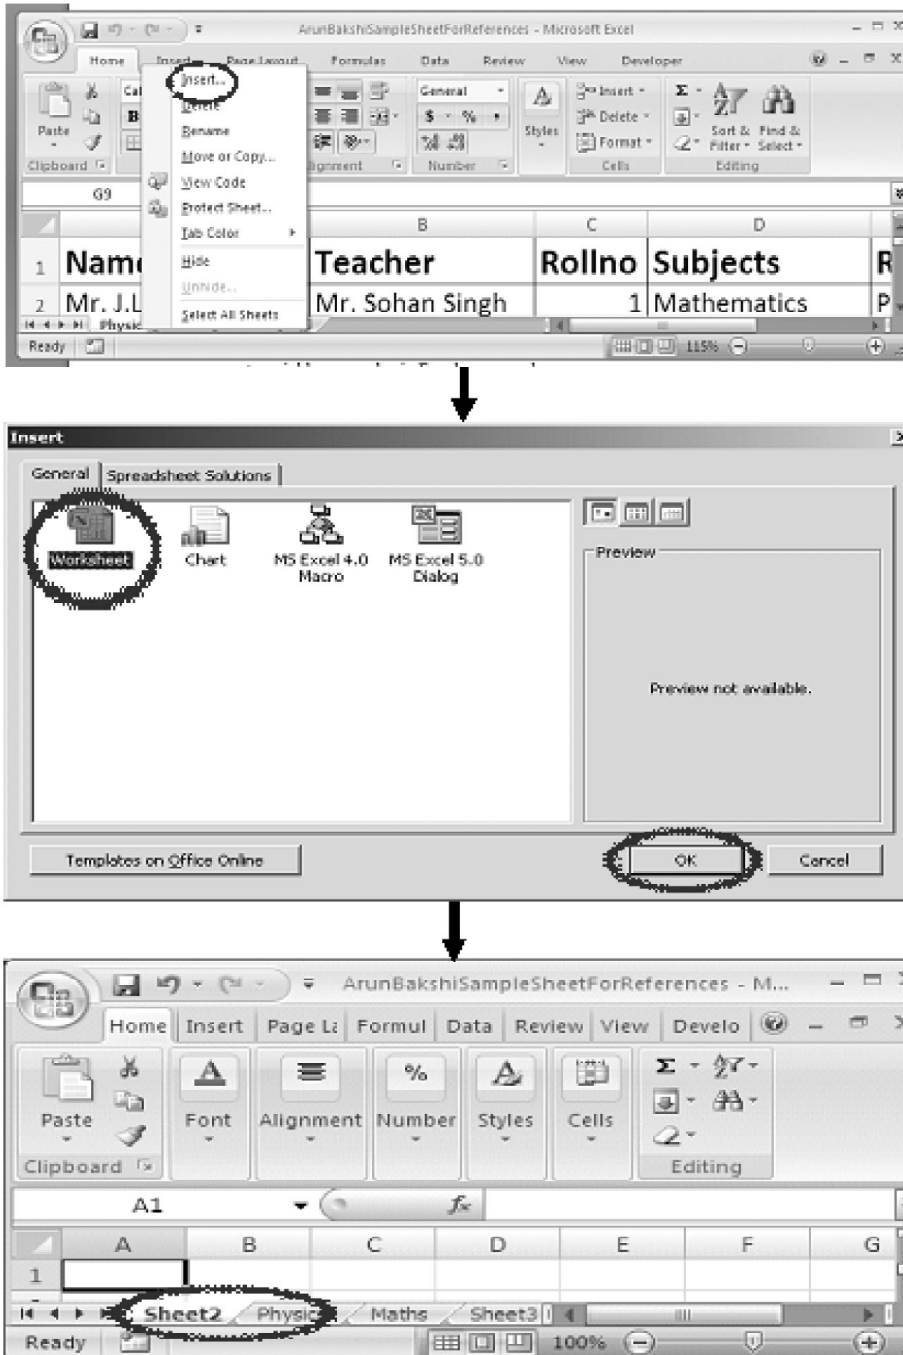 ArunBakshiSampleSheetForReferences - Microsoft Excel
Home Insert Page Layout Formulas Data Review View Developer
Insert...
Delete
Rename
Move or Copy...
View Code
Protect Sheet...
Tab Color
Hide
Unhide...
Select All Sheets
Paste
Clipboard
B
General
$ % ,
Number
Styles
Insert
Delete
Format
Cells
Σ
Sort & Filter
Find & Select
Editing
G9
B C D
1 Name Teacher Rollno Subjects R
2 Mr. J.L Mr. Sohan Singh 1 Mathematics P
Physic
Ready 115%
Insert
General Spreadsheet Solutions
Worksheet
Chart
MS Excel 4.0 Macro
MS Excel 5.0 Dialog
Preview
Preview not available.
Templates on Office Online OK Cancel
ArunBakshiSampleSheetForReferences - M...
Home Insert Page La Formul Data Review View Develo
Paste Font Alignment Number Styles Cells
Clipboard Editing
A1 fx
A B C D E F G
1
Sheet2 Physics Maths Sheet3
Ready 100%